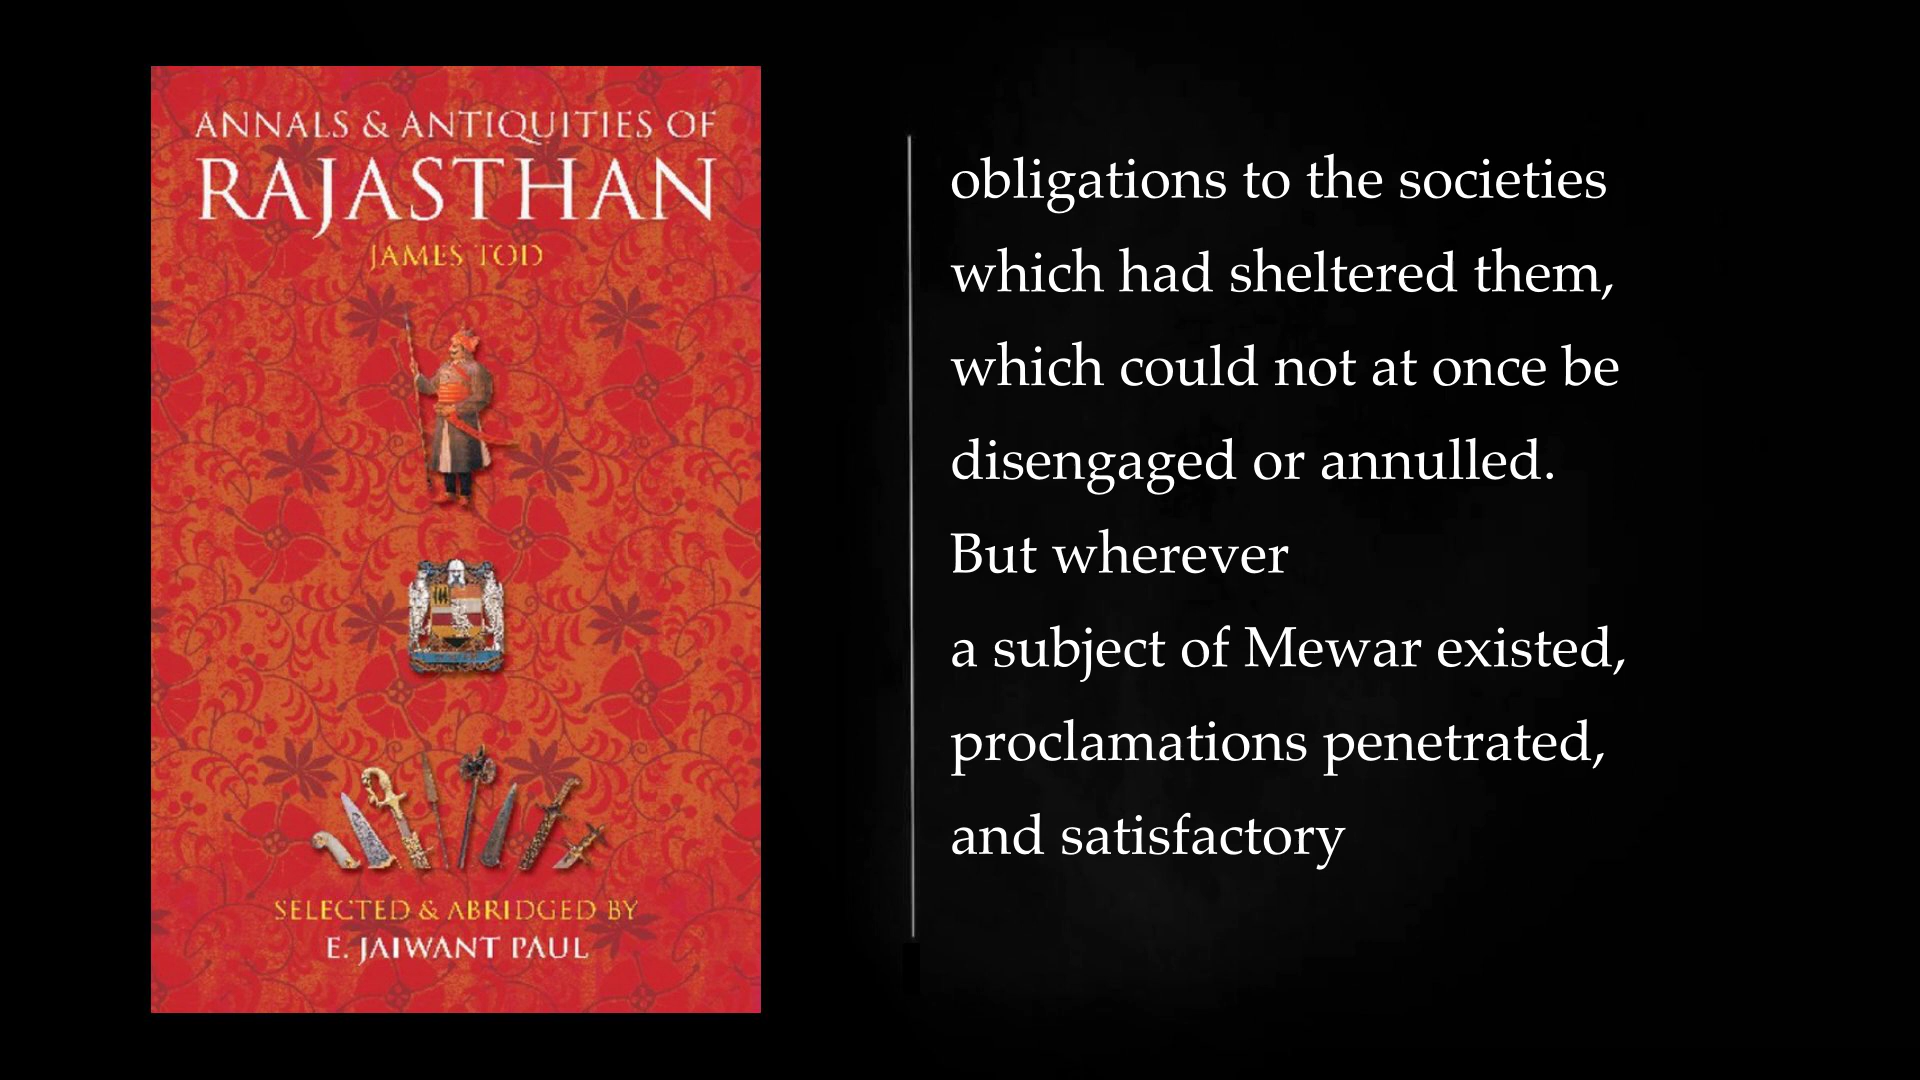 ANNALS & ANTIQUITIES OF
RAJASTHAN
JAMES TOD
SELECTED & ABRIDGED BY
E. JAIWANT PAUL
obligations to the societies
which had sheltered them,
which could not at once be
disengaged or annulled.
But wherever
a subject of Mewar existed,
proclamations penetrated,
and satisfactory